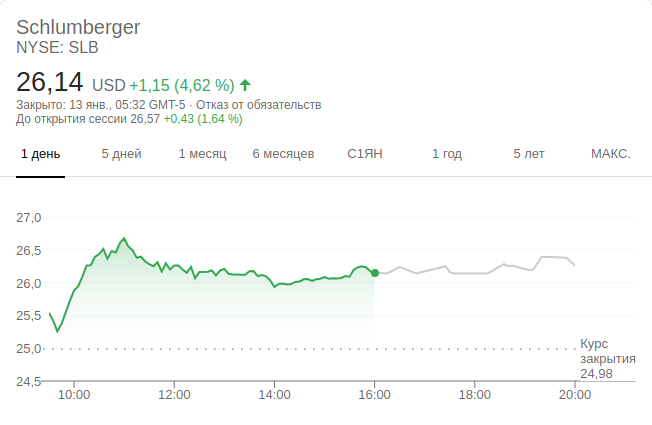 Schlumberger
NYSE: SLB
26,14 USD +1,15 (4,62 %)
Закрыто: 13 янв., 05:32 GMT-5 · Отказ от обязательств
До открытия сессии 26,57 +0,43 (1,64 %)
1 день 5 дней 1 месяц 6 месяцев С1ЯН 1 год 5 лет МАКС.
27,0
26,5
26,0
25,5
25,0
24,5
Курс
закрытия
24,98
10:00 12:00 14:00 16:00 18:00 20:00